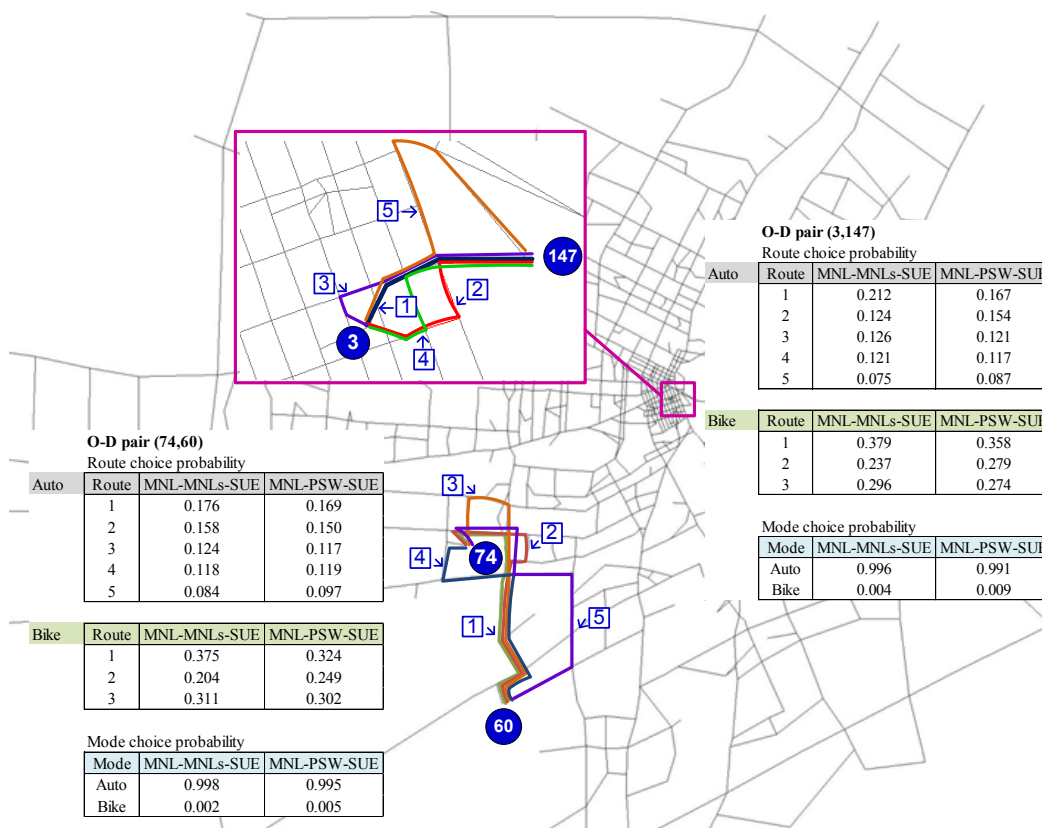 5
147
3
2
1
3
4
O-D pair (3,147)
Route choice probability
Auto Route MNL-MNLs-SUE MNL-PSW-SUE
1 0.212 0.167
2 0.124 0.154
3 0.126 0.121
4 0.121 0.117
5 0.075 0.087
Bike Route MNL-MNLs-SUE MNL-PSW-SUE
1 0.379 0.358
2 0.237 0.279
3 0.296 0.274
Mode choice probability
Mode MNL-MNLs-SUE MNL-PSW-SUE
Auto 0.996 0.991
Bike 0.004 0.009
O-D pair (74,60)
Route choice probability
Auto Route MNL-MNLs-SUE MNL-PSW-SUE
1 0.176 0.169
2 0.158 0.150
3 0.124 0.117
4 0.118 0.119
5 0.084 0.097
Bike Route MNL-MNLs-SUE MNL-PSW-SUE
1 0.375 0.324
2 0.204 0.249
3 0.311 0.302
Mode choice probability
Mode MNL-MNLs-SUE MNL-PSW-SUE
Auto 0.998 0.995
Bike 0.002 0.005
3
2
4
74
1
5
60